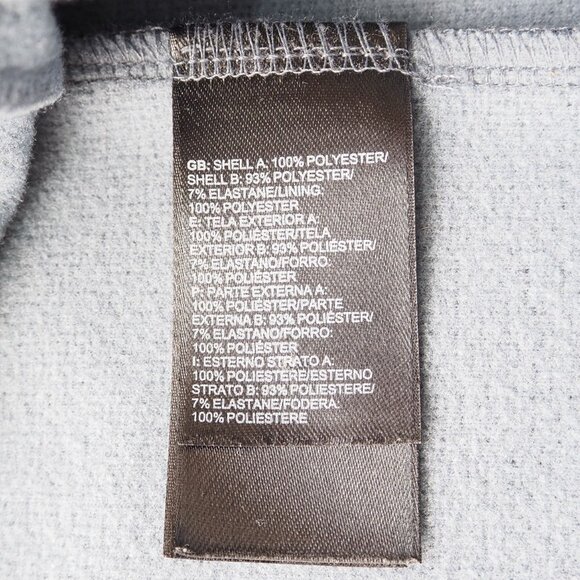 GB: SHELL A: 100% POLYESTER/
SHELL B: 93% POLYESTER/
7% ELASTANE/LINING:
100% POLYESTER
E: TELA EXTERIOR A:
100% POLIÉSTER/TELA
EXTERIOR B: 93% POLIÉSTER/
7% ELASTANO/FORRO:
100% POLIÉSTER
P: PARTE EXTERNA A:
100% POLIÉSTER/PARTE
EXTERNA B: 93% POLIÉSTER/
7% ELASTANO/FORRO:
100% POLIÉSTER
I: ESTERNO STRATO A:
100% POLIESTERE/ESTERNO
STRATO B: 93% POLIESTERE/
7% ELASTANE/FODERA:
100% POLIESTERE